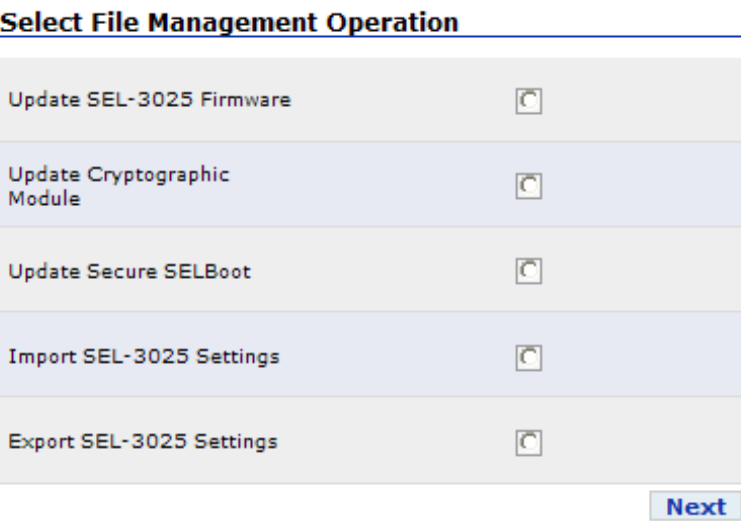 Select File Management Operation
Update SEL-3025 Firmware
Update Cryptographic
Module
Update Secure SELBoot
Import SEL-3025 Settings
Export SEL-3025 Settings
Next